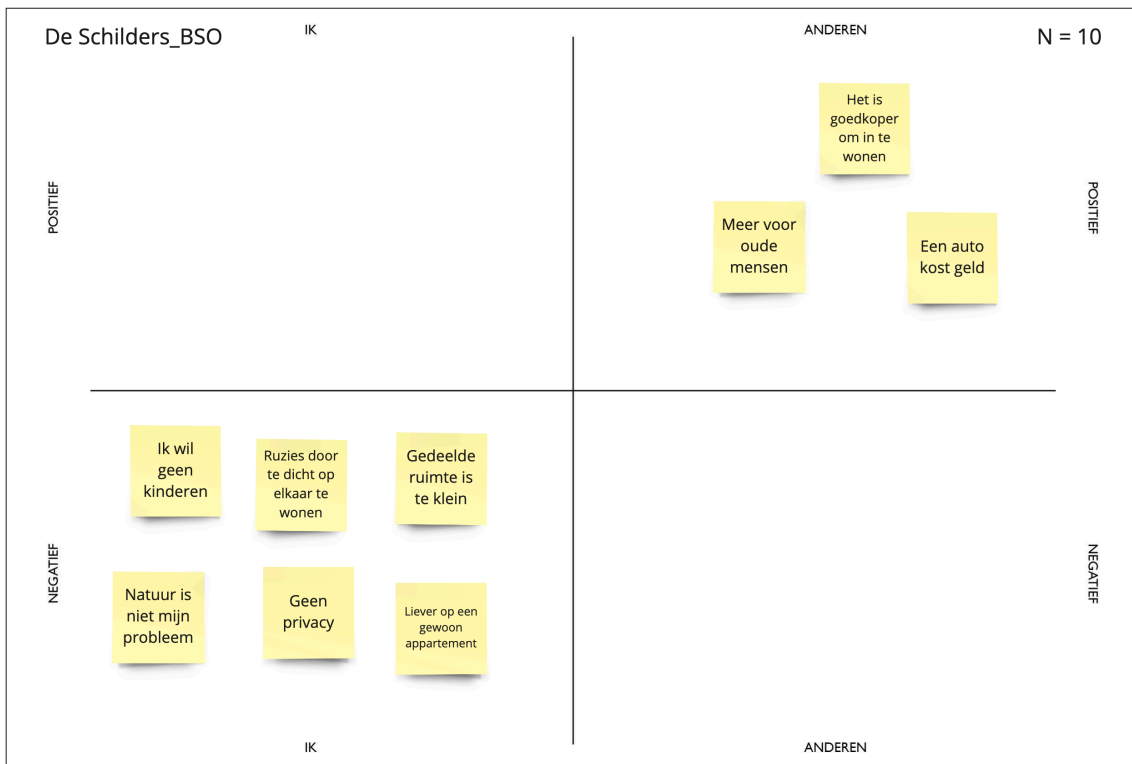 De Schilders_BSO
IK
ANDEREN
N = 10
POSITIEF
POSITIEF
Het is
goedkoper
om in te
wonen
Meer voor
oude
mensen
Een auto
kost geld
NEGATIEF
NEGATIEF
Ik wil
geen
kinderen
Ruzies door
te dicht op
elkaar te
wonen
Gedeelde
ruimte is
te klein
Natuur is
niet mijn
probleem
Geen
privacy
Liever op een
gewoon
appartement
IK
ANDEREN